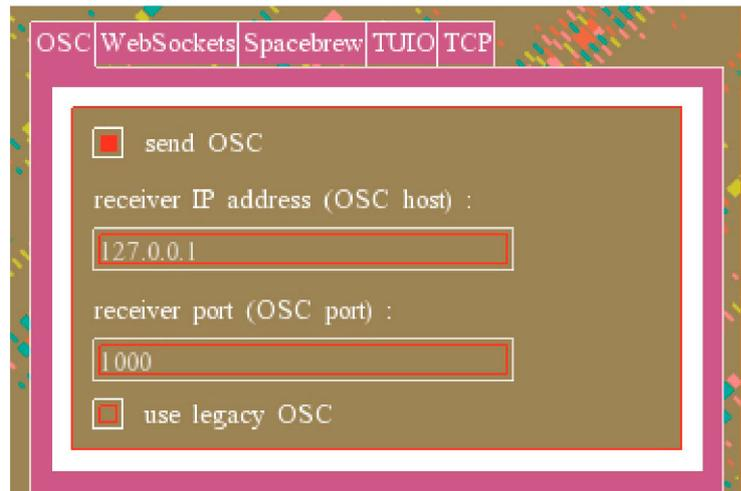 OSC WebSockets Spacebrew TUIO TCP
send OSC
receiver IP address (OSC host) :
127.0.0.1
receiver port (OSC port) :
1000
use legacy OSC